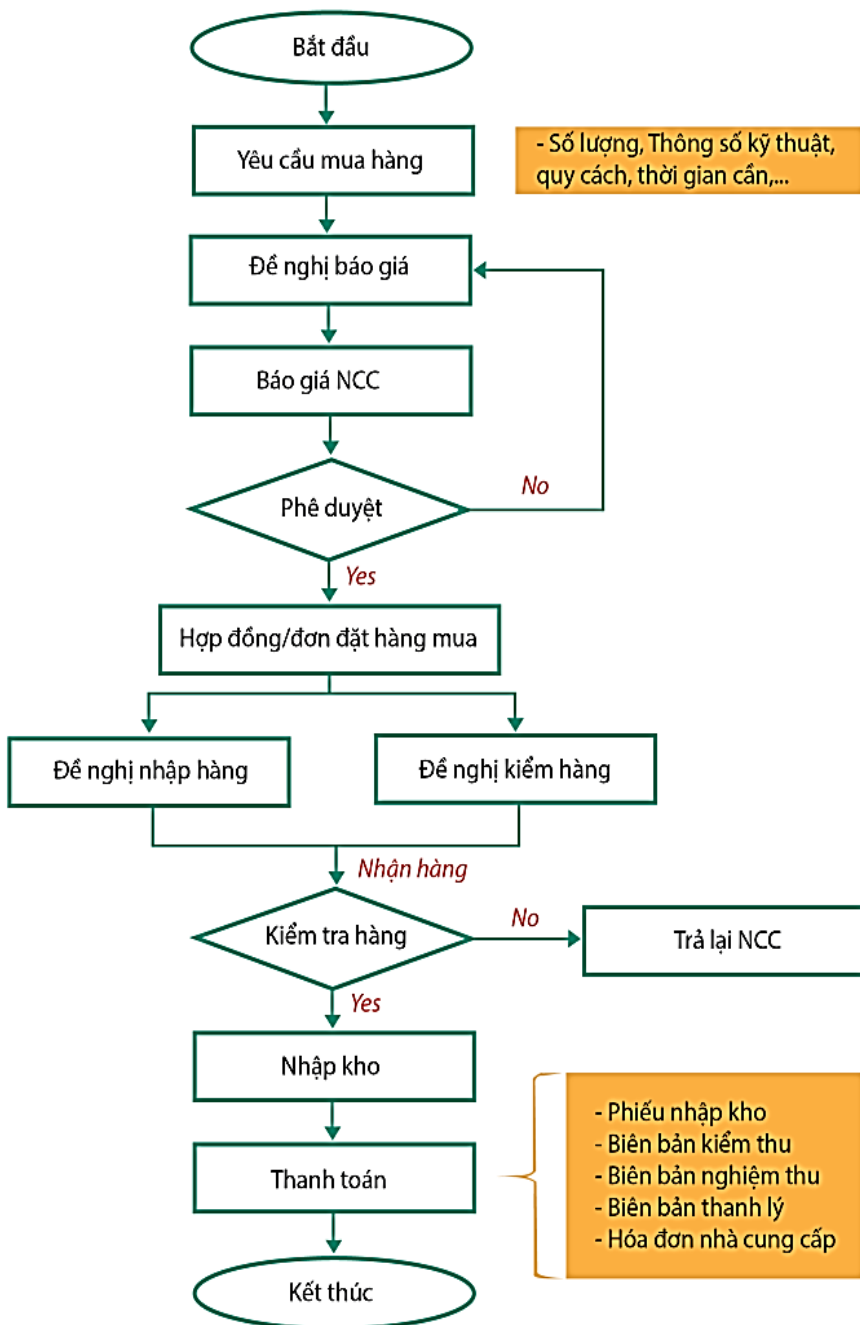 Bắt đầu
Yêu cầu mua hàng
- Số lượng, Thông số kỹ thuật,
quy cách, thời gian cần,...
Đề nghị báo giá
Báo giá NCC
Phê duyệt
No
Yes
Hợp đồng/đơn đặt hàng mua
Đề nghị nhập hàng
Đề nghị kiểm hàng
Nhận hàng
Kiểm tra hàng
No
Trả lại NCC
Yes
Nhập kho
Thanh toán
- Phiếu nhập kho
- Biên bản kiểm thu
- Biên bản nghiệm thu
- Biên bản thanh lý
- Hóa đơn nhà cung cấp
Kết thúc